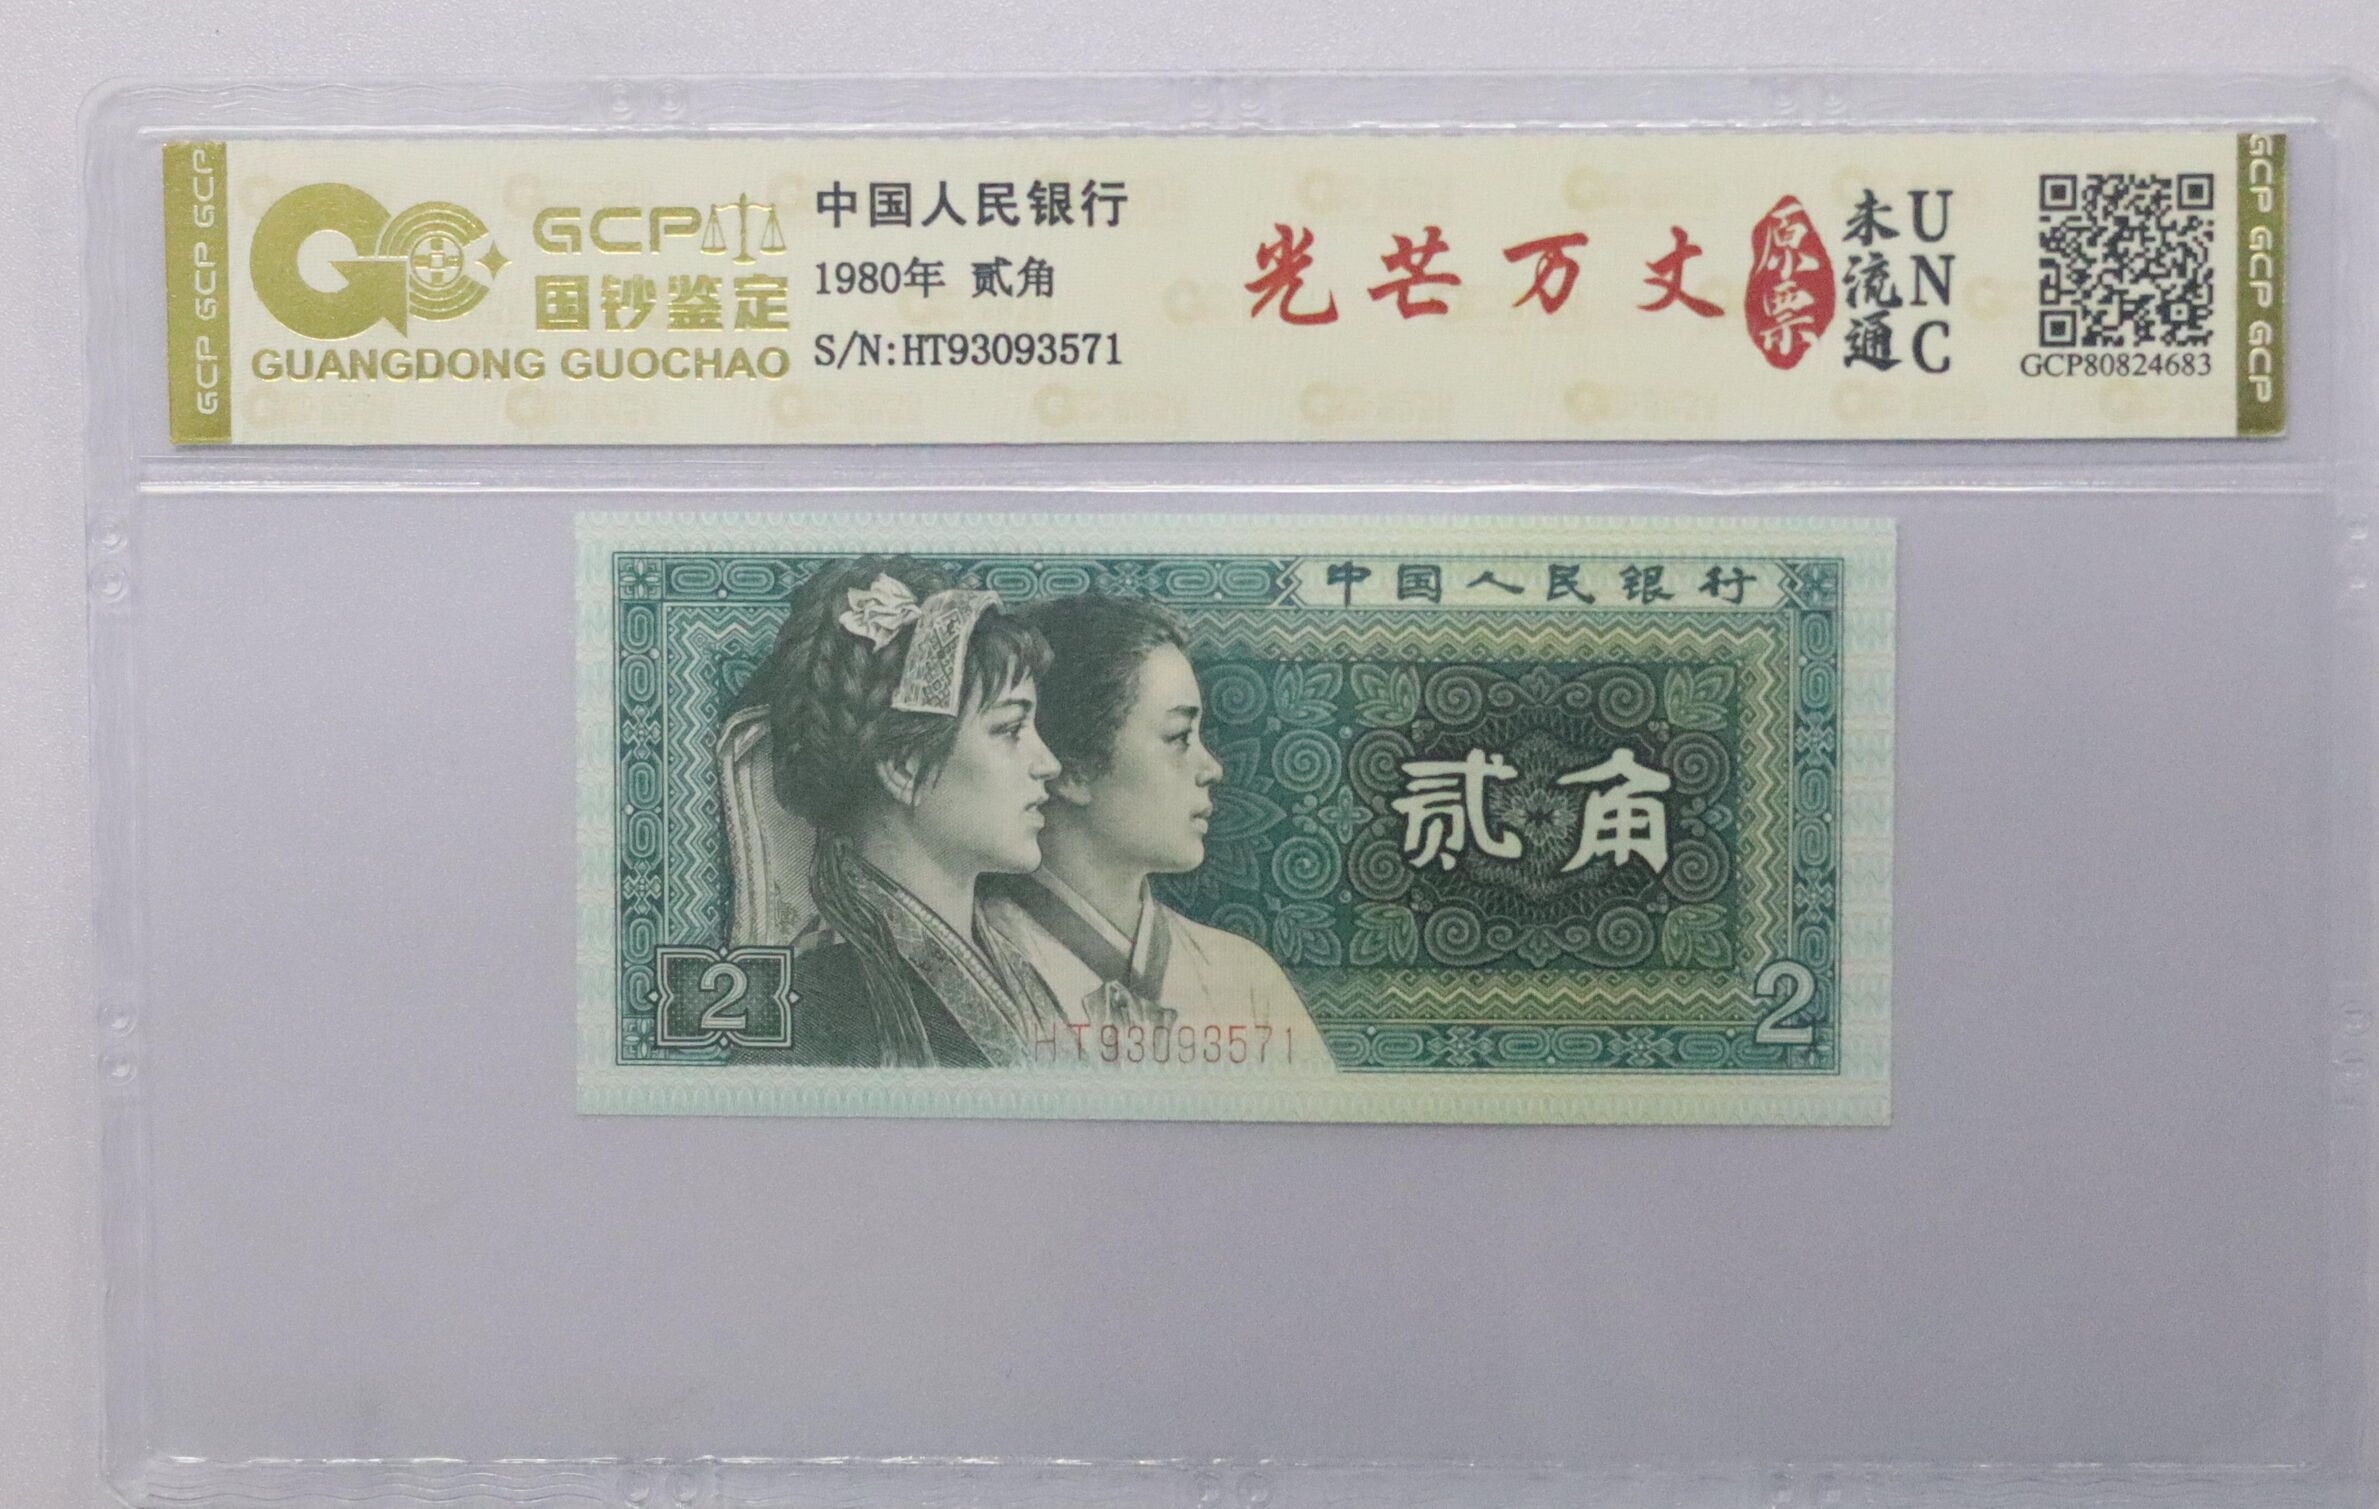 GCP GCP GCP
GCP
国钞鉴定
GUANGDONG GUOCHAO
中国人民银行
1980年 贰角
S/N:HT93093571
光芒万丈
原票
未流通
UNC
GCP80824683
GCP GCP GCP
中国人民银行
贰角
2
2
HT93093571